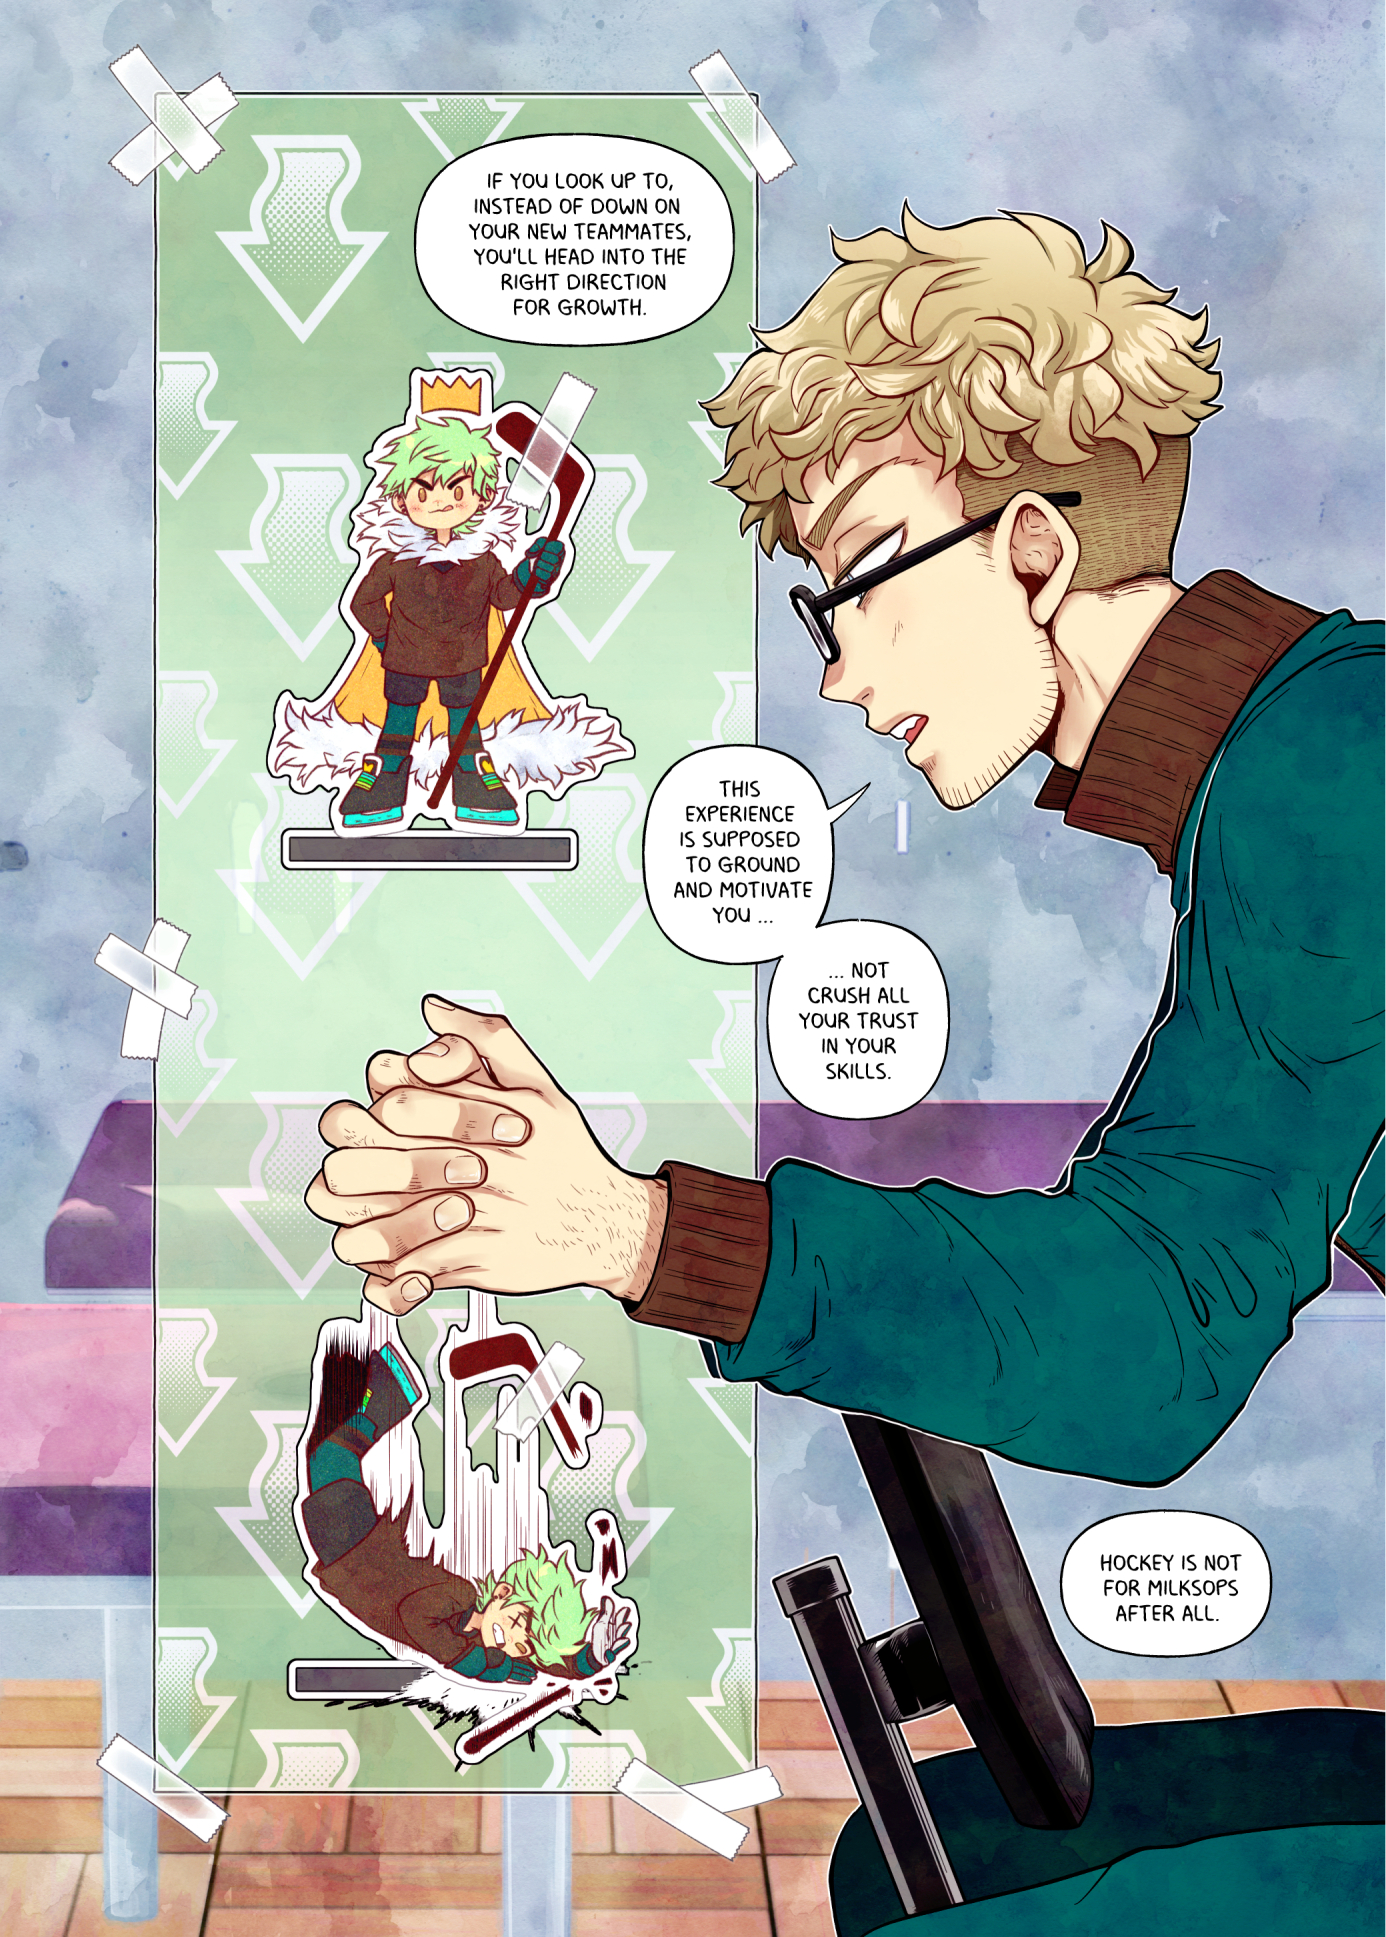 IF YOU LOOK UP TO,
INSTEAD OF DOWN ON
YOUR NEW TEAMMATES,
YOU'LL HEAD INTO THE
RIGHT DIRECTION
FOR GROWTH.
THIS
EXPERIENCE
IS SUPPOSED
TO GROUND
AND MOTIVATE
YOU ...
... NOT
CRUSH ALL
YOUR TRUST
IN YOUR
SKILLS.
HOCKEY IS NOT
FOR MILKSOPS
AFTER ALL.